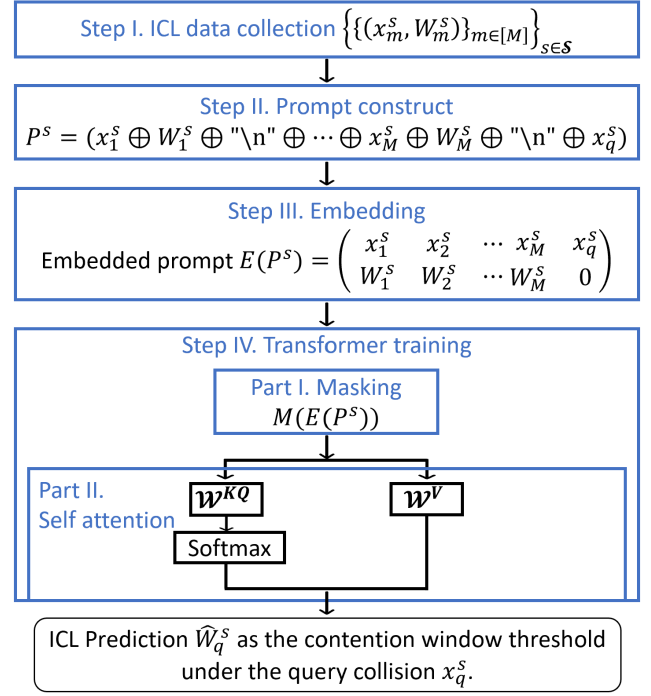 Step I. ICL data collection {{(x_m^s, W_m^s)}_{m∈[M]}}_{s∈𝓢}
Step II. Prompt construct
P^s = (x_1^s ⊕ W_1^s ⊕ "\n" ⊕ ⋯ ⊕ x_M^s ⊕ W_M^s ⊕ "\n" ⊕ x_q^s)
Step III. Embedding
Embedded prompt E(P^s) = ( x_1^s x_2^s ⋯ x_M^s x_q^s
W_1^s W_2^s ⋯ W_M^s 0 )
Step IV. Transformer training
Part I. Masking
M(E(P^s))
Part II.
Self attention
𝓦^{KQ}
𝓦^V
Softmax
ICL Prediction Ŵ_q^s as the contention window threshold
under the query collision x_q^s.